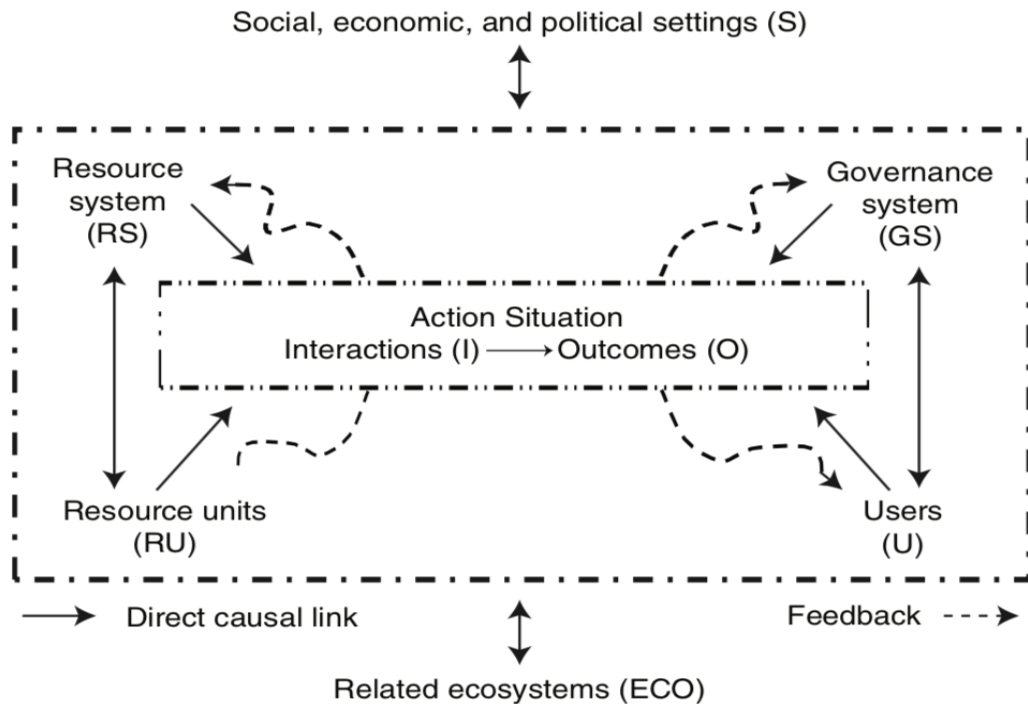 Social, economic, and political settings (S)
Resource
system
(RS)
Governance
system
(GS)
Action Situation
Interactions (I) Outcomes (O)
Resource units
(RU)
Users
(U)
Direct causal link
Feedback
Related ecosystems (ECO)